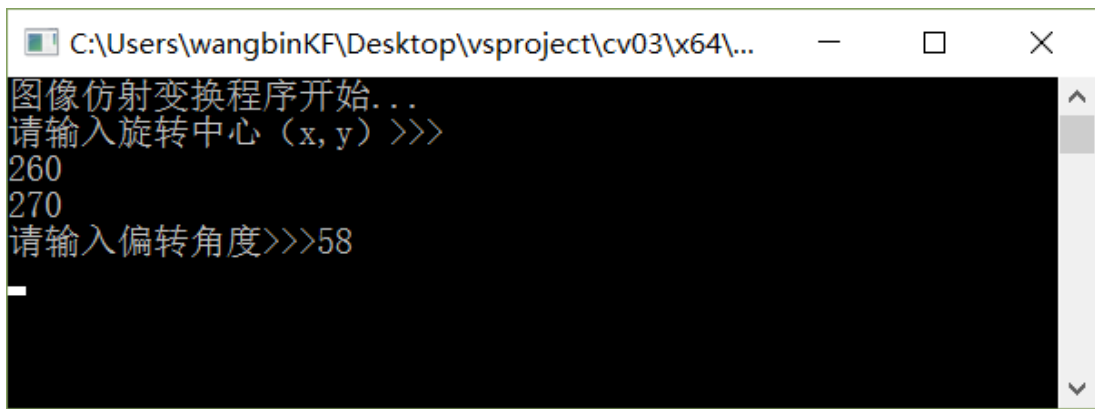 C:\Users\wangbinKF\Desktop\vsproject\cv03\x64\...
图像仿射变换程序开始...
请输入旋转中心（x,y）>>>
260
270
请输入偏转角度>>>58